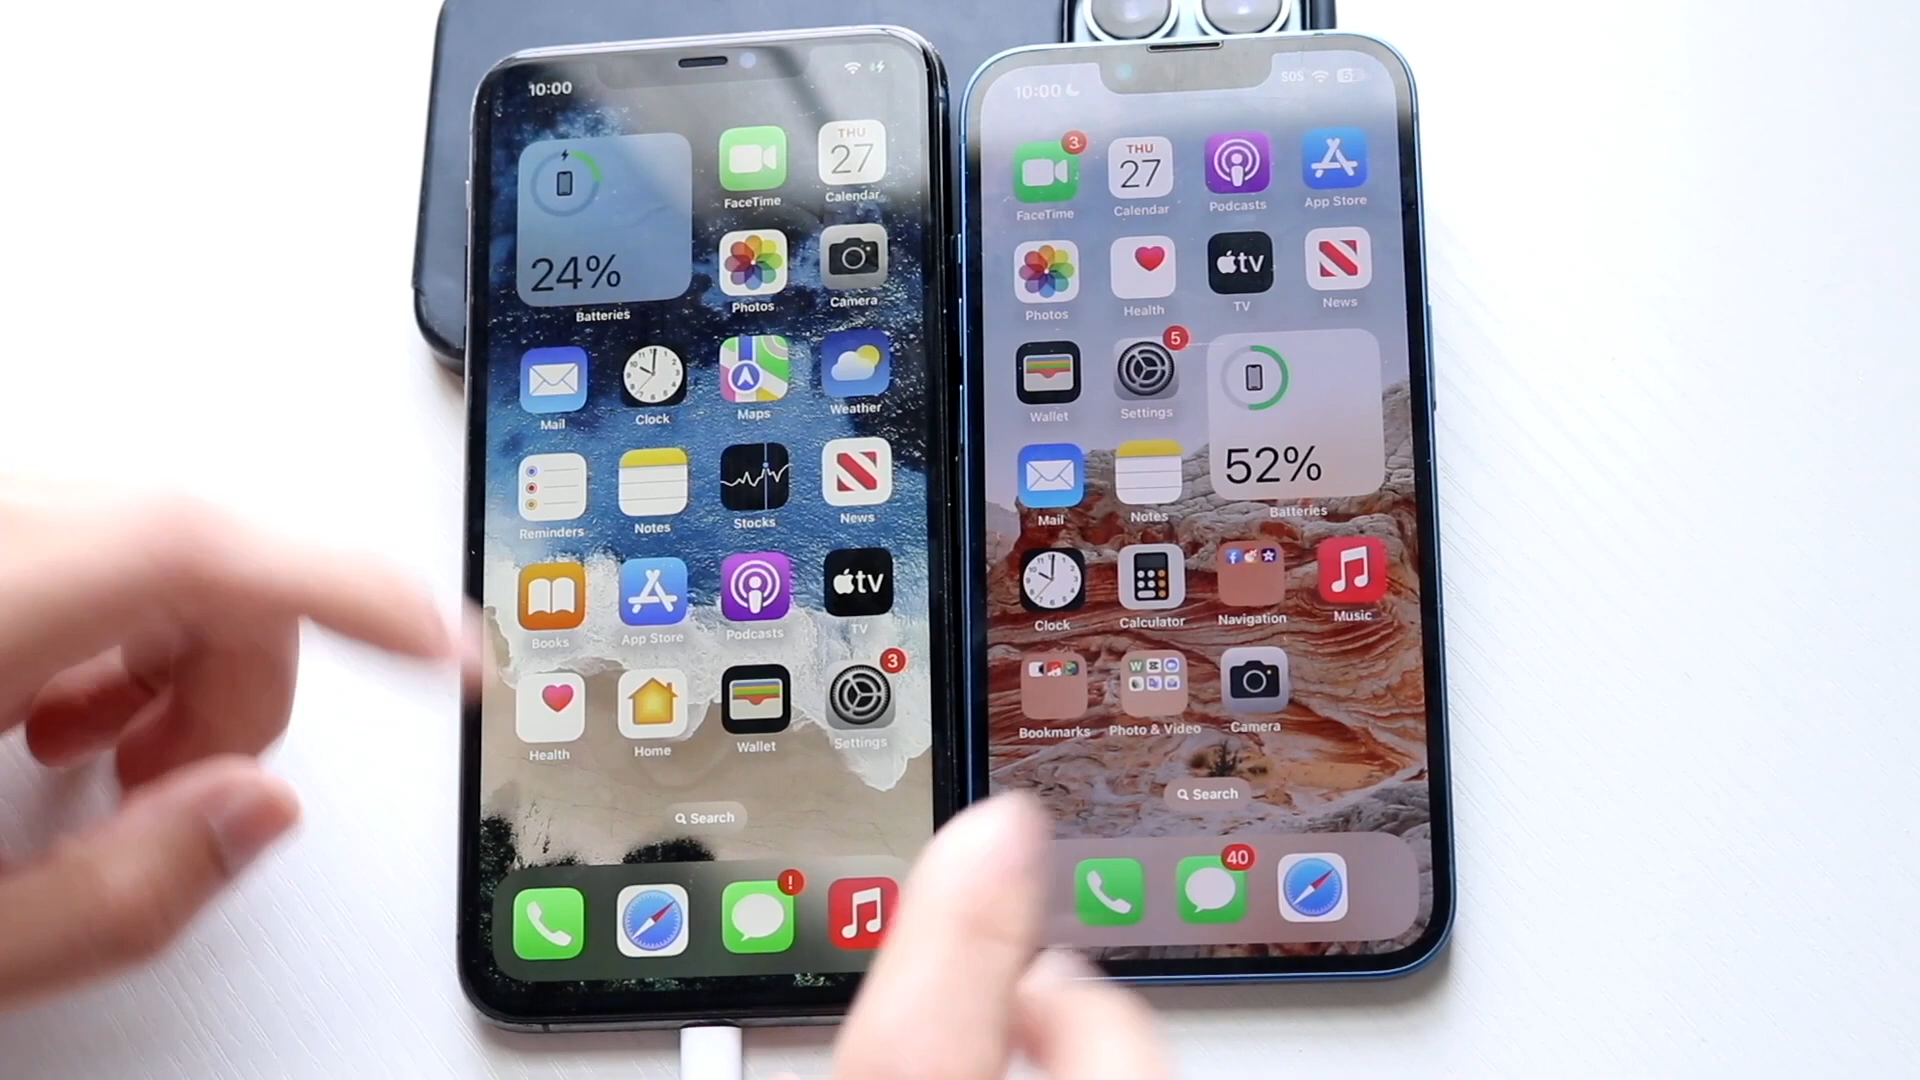 10:00
24%
Batteries
FaceTime
THU
27
Calendar
Photos
Camera
Mail
Clock
Maps
Weather
Reminders
Notes
Stocks
News
Books
App Store
Podcasts
tv
TV
Health
Home
Wallet
3
Settings
Search
!
10:00
SOS
3
FaceTime
THU
27
Calendar
Podcasts
App Store
Photos
Health
tv
TV
News
Wallet
5
Settings
52%
Batteries
Mail
Notes
Clock
Calculator
Navigation
Music
Bookmarks
W
Photo & Video
Camera
Search
40